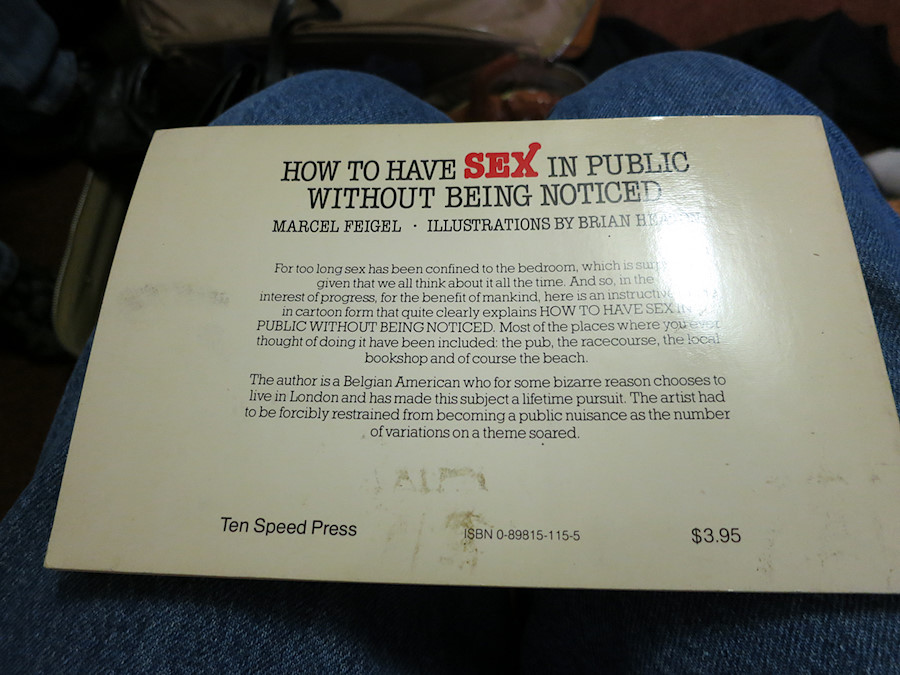 HOW TO HAVE SEX IN PUBLIC
WITHOUT BEING NOTICED
MARCEL FEIGEL · ILLUSTRATIONS BY BRIAN
For too long sex has been confined to the bedroom, which is
given that we all think about it all the time. And so, in the
interest of progress, for the benefit of mankind, here is an instructive
in cartoon form that quite clearly explains HOW TO HAVE SEX IN
PUBLIC WITHOUT BEING NOTICED. Most of the places where you ever
thought of doing it have been included: the pub, the racecourse, the local
bookshop and of course the beach.
The author is a Belgian American who for some bizarre reason chooses to
live in London and has made this subject a lifetime pursuit. The artist had
to be forcibly restrained from becoming a public nuisance as the number
of variations on a theme soared.
Ten Speed Press
ISBN 0-89815-115-5
$3.95